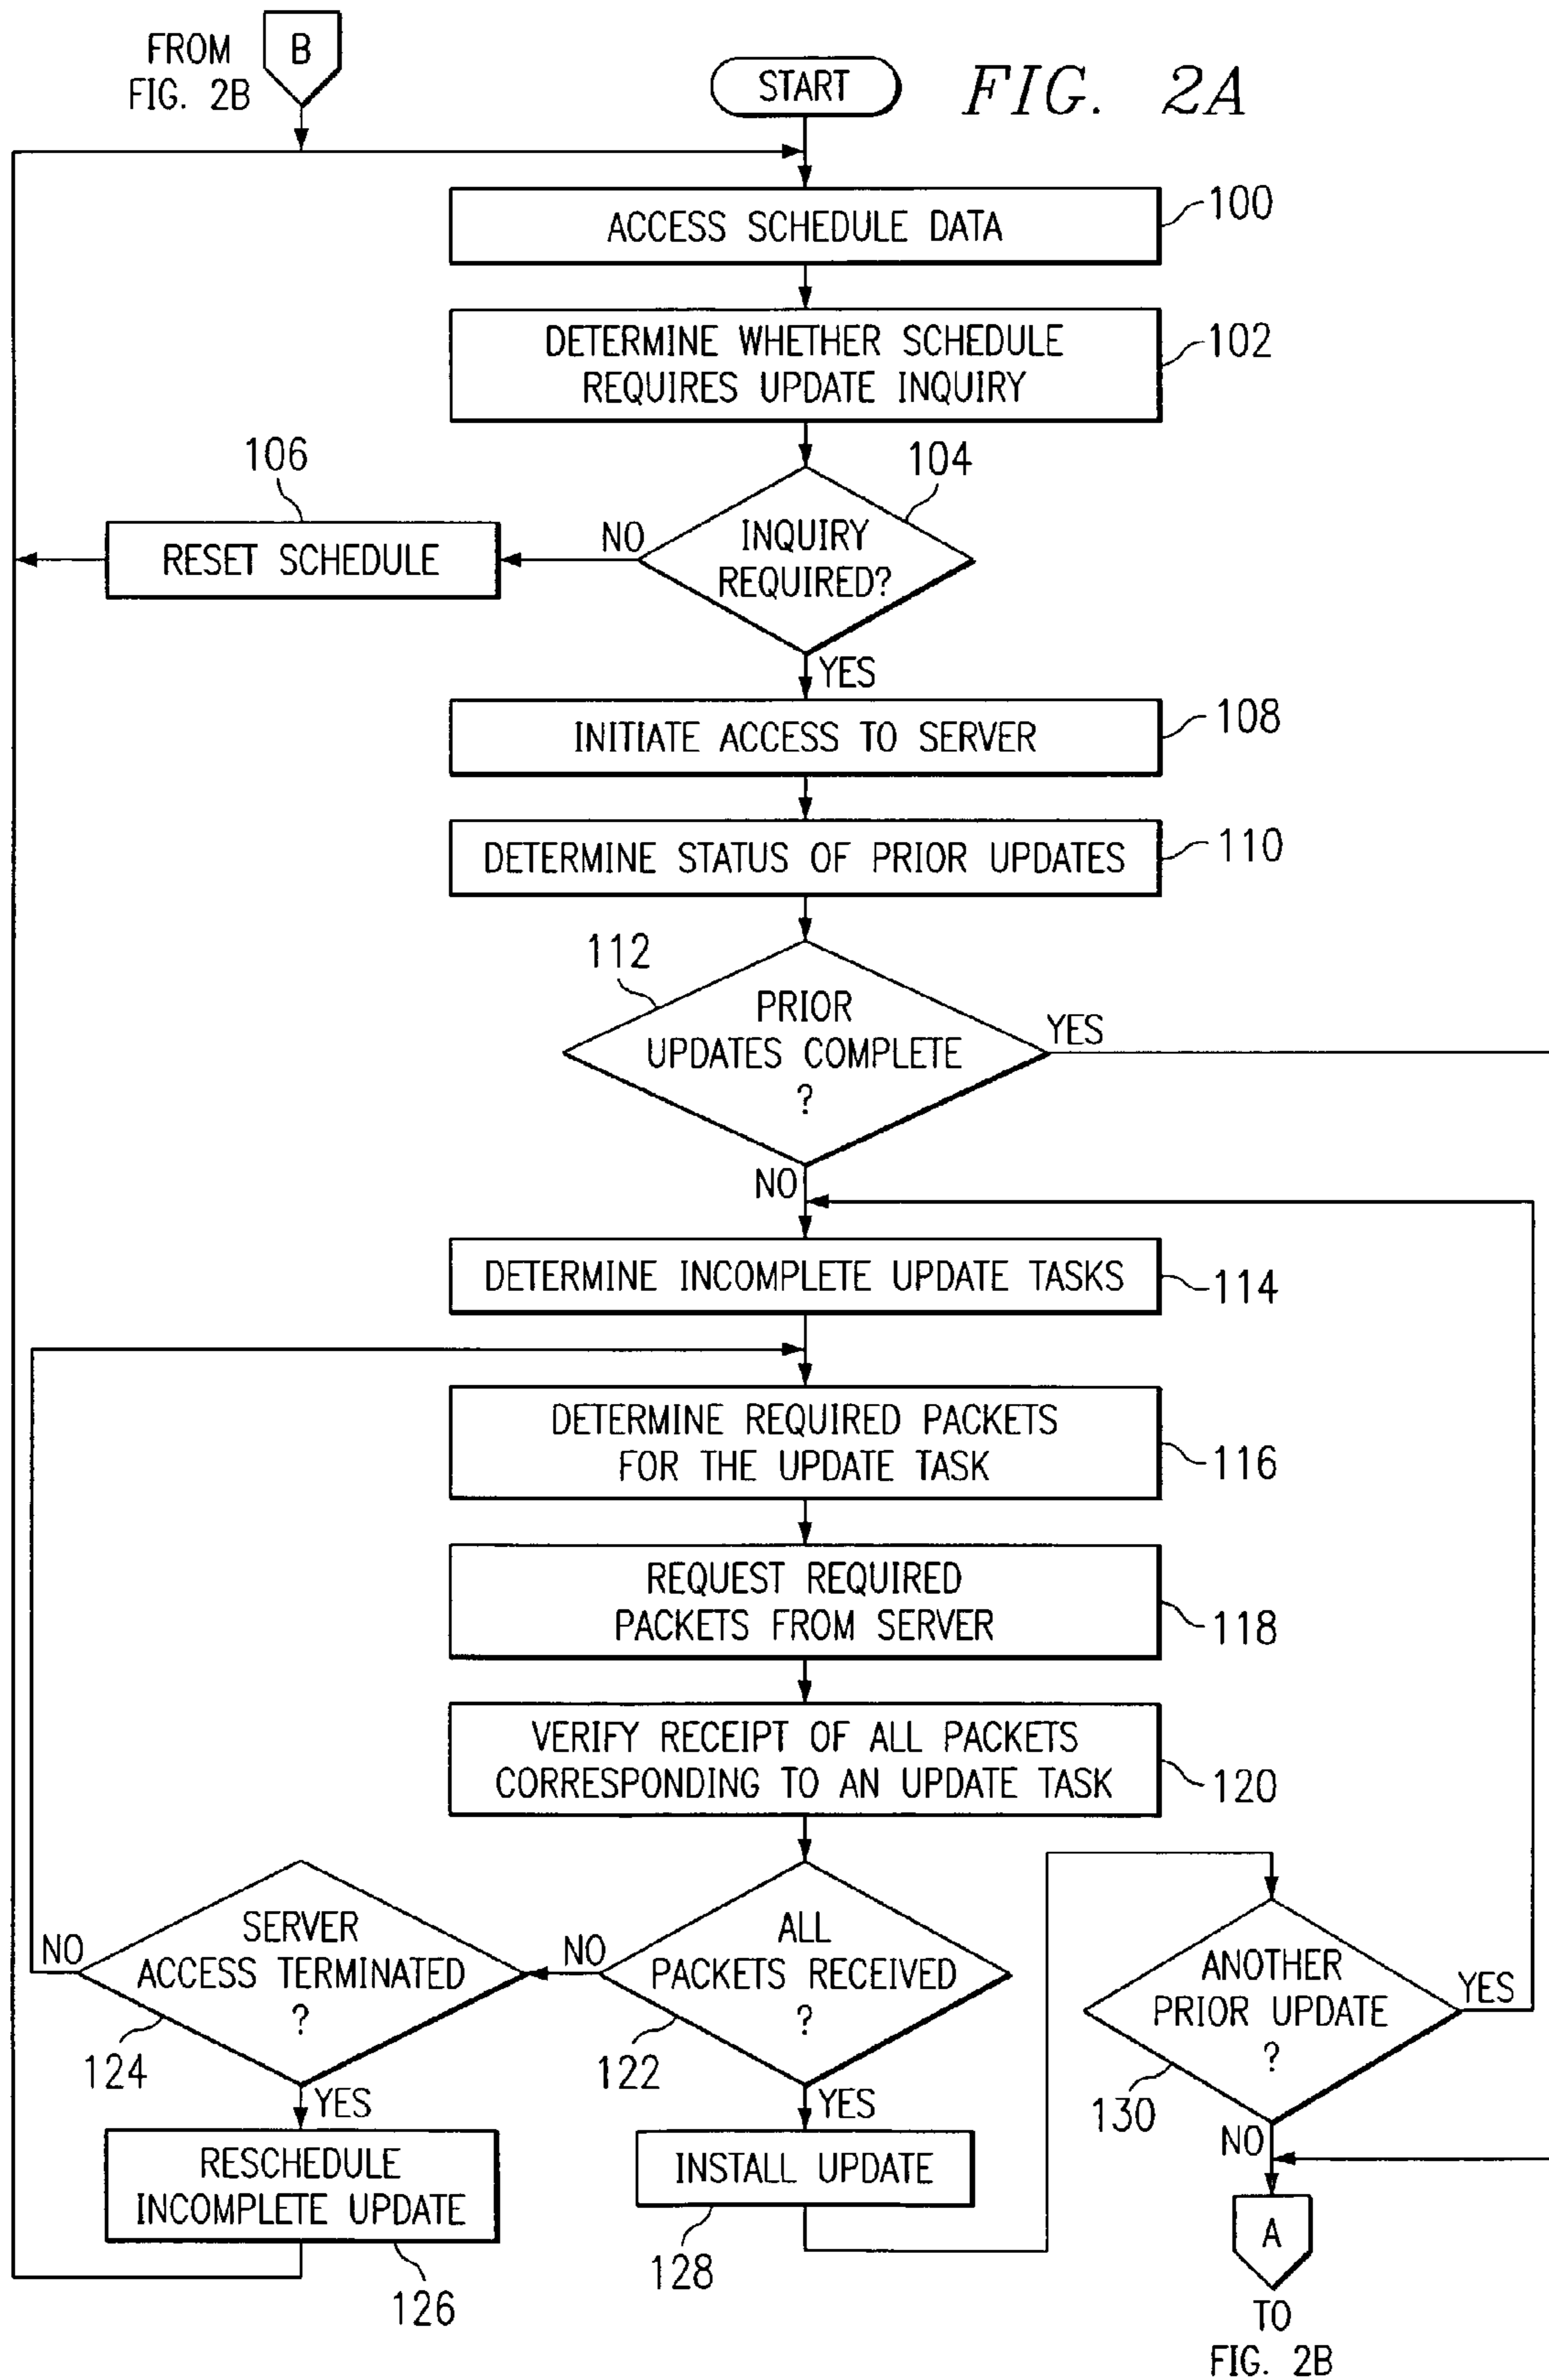 FROM
FIG. 2B
B
START
FIG. 2A
ACCESS SCHEDULE DATA
100
DETERMINE WHETHER SCHEDULE
REQUIRES UPDATE INQUIRY
102
106
104
RESET SCHEDULE
NO
INQUIRY
REQUIRED?
YES
INITIATE ACCESS TO SERVER
108
DETERMINE STATUS OF PRIOR UPDATES
110
112
PRIOR
UPDATES COMPLETE
?
YES
NO
DETERMINE INCOMPLETE UPDATE TASKS
114
DETERMINE REQUIRED PACKETS
FOR THE UPDATE TASK
116
REQUEST REQUIRED
PACKETS FROM SERVER
118
VERIFY RECEIPT OF ALL PACKETS
CORRESPONDING TO AN UPDATE TASK
120
NO
SERVER
ACCESS TERMINATED
?
124
NO
ALL
PACKETS RECEIVED
?
122
ANOTHER
PRIOR UPDATE
?
YES
130
YES
YES
NO
RESCHEDULE
INCOMPLETE UPDATE
126
INSTALL UPDATE
128
A
TO
FIG. 2B